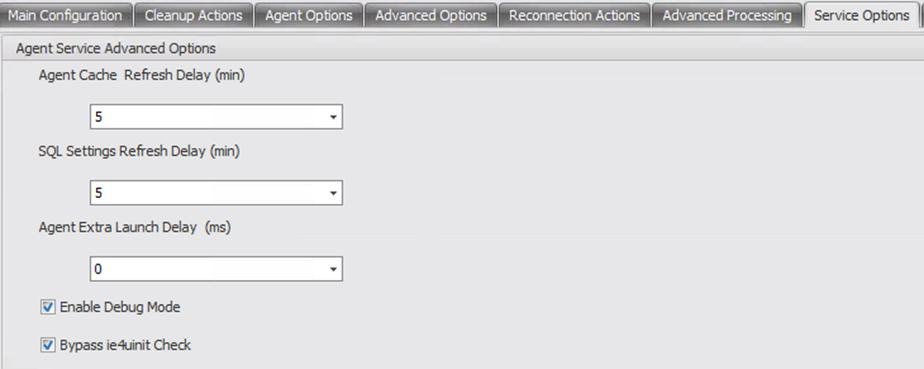 Main Configuration Cleanup Actions Agent Options Advanced Options Reconnection Actions Advanced Processing Service Options
Agent Service Advanced Options
Agent Cache Refresh Delay (min)
5
SQL Settings Refresh Delay (min)
5
Agent Extra Launch Delay (ms)
0
Enable Debug Mode
Bypass ie4uinit Check